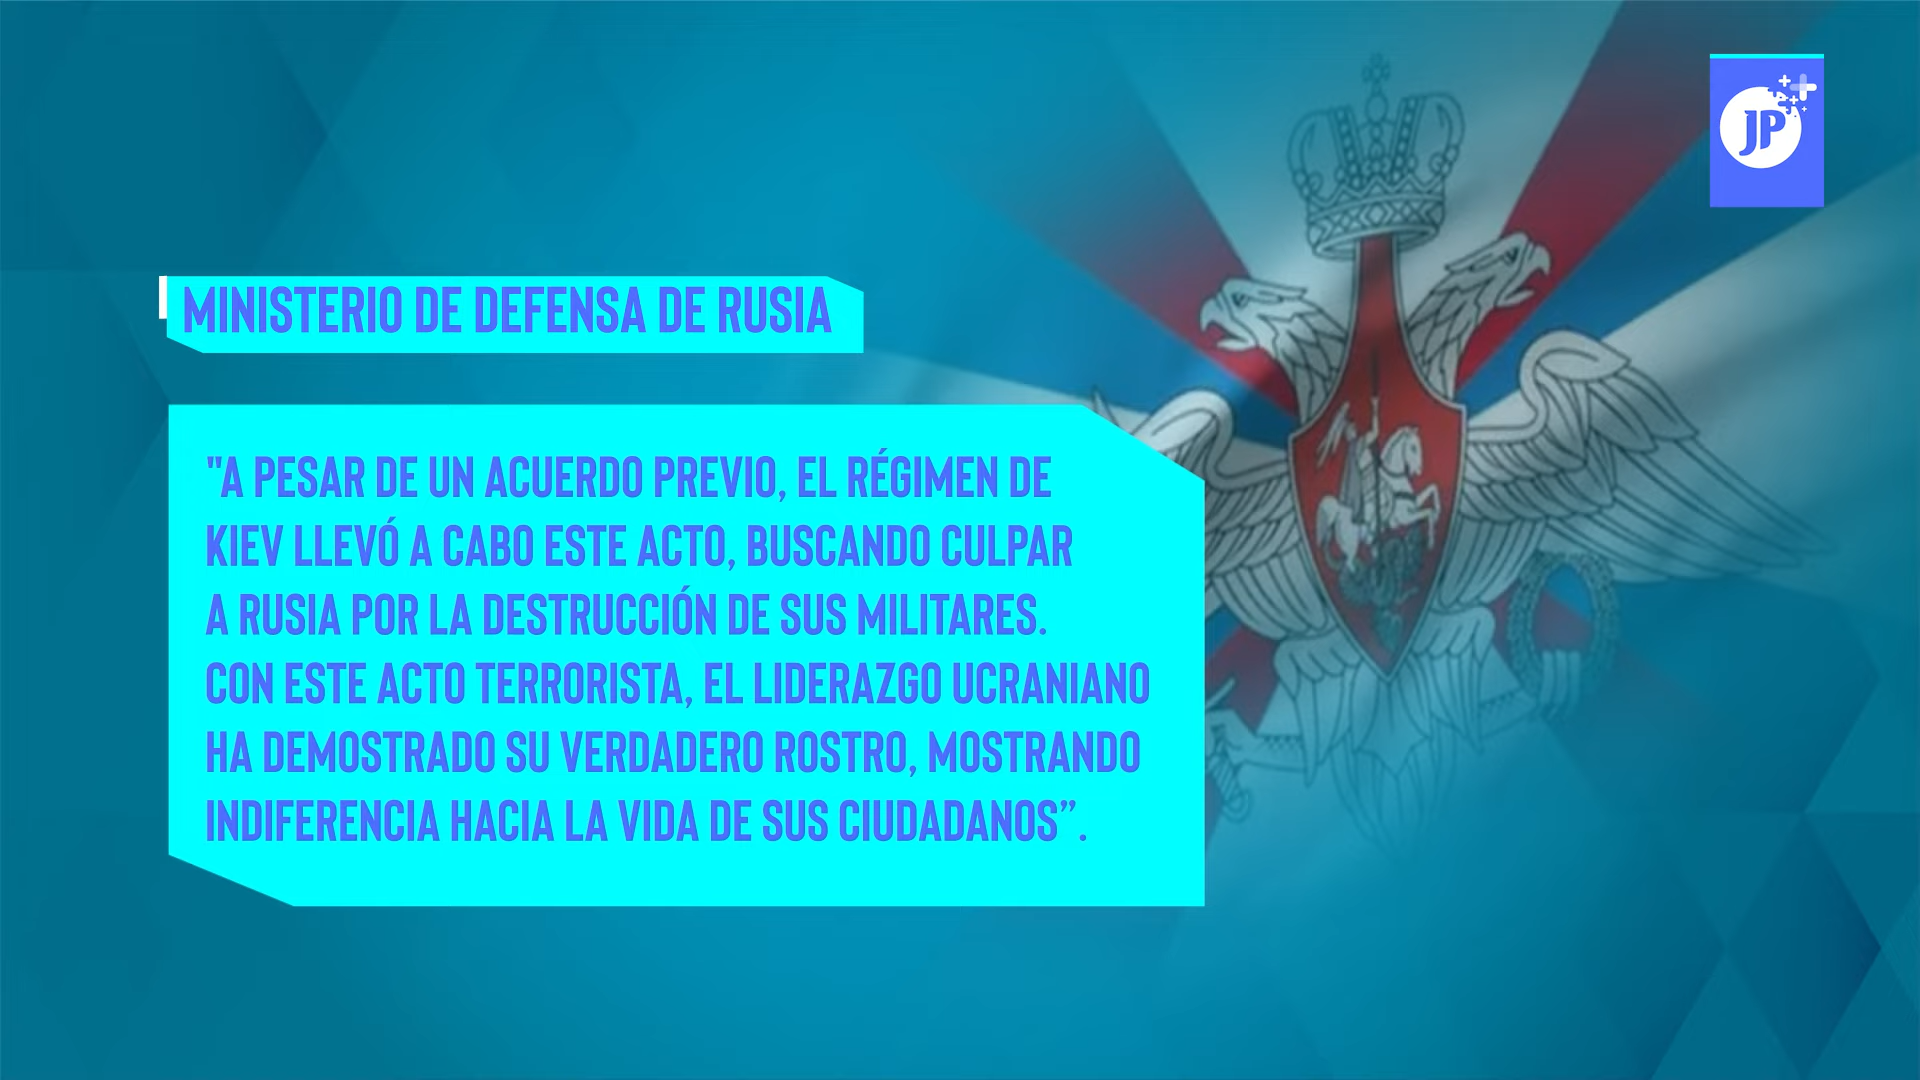 JP
MINISTERIO DE DEFENSA DE RUSIA
"A PESAR DE UN ACUERDO PREVIO, EL RÉGIMEN DE
KIEV LLEVÓ A CABO ESTE ACTO, BUSCANDO CULPAR
A RUSIA POR LA DESTRUCCIÓN DE SUS MILITARES.
CON ESTE ACTO TERRORISTA, EL LIDERAZGO UCRANIANO
HA DEMOSTRADO SU VERDADERO ROSTRO, MOSTRANDO
INDIFERENCIA HACIA LA VIDA DE SUS CIUDADANOS”.